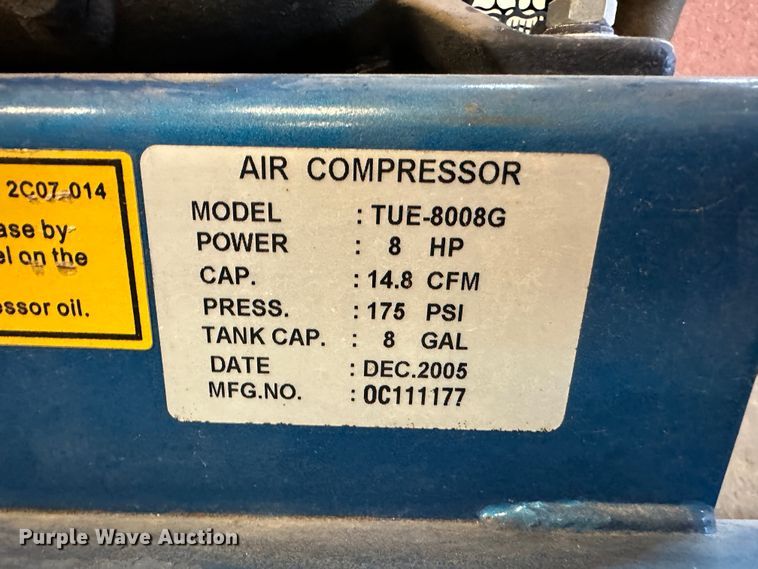 2C07-014
ase by
el on the
essor oil.
AIR COMPRESSOR
MODEL : TUE-8008G
POWER : 8 HP
CAP. : 14.8 CFM
PRESS. : 175 PSI
TANK CAP. : 8 GAL
DATE : DEC.2005
MFG.NO. : 0C111177
Purple Wave Auction